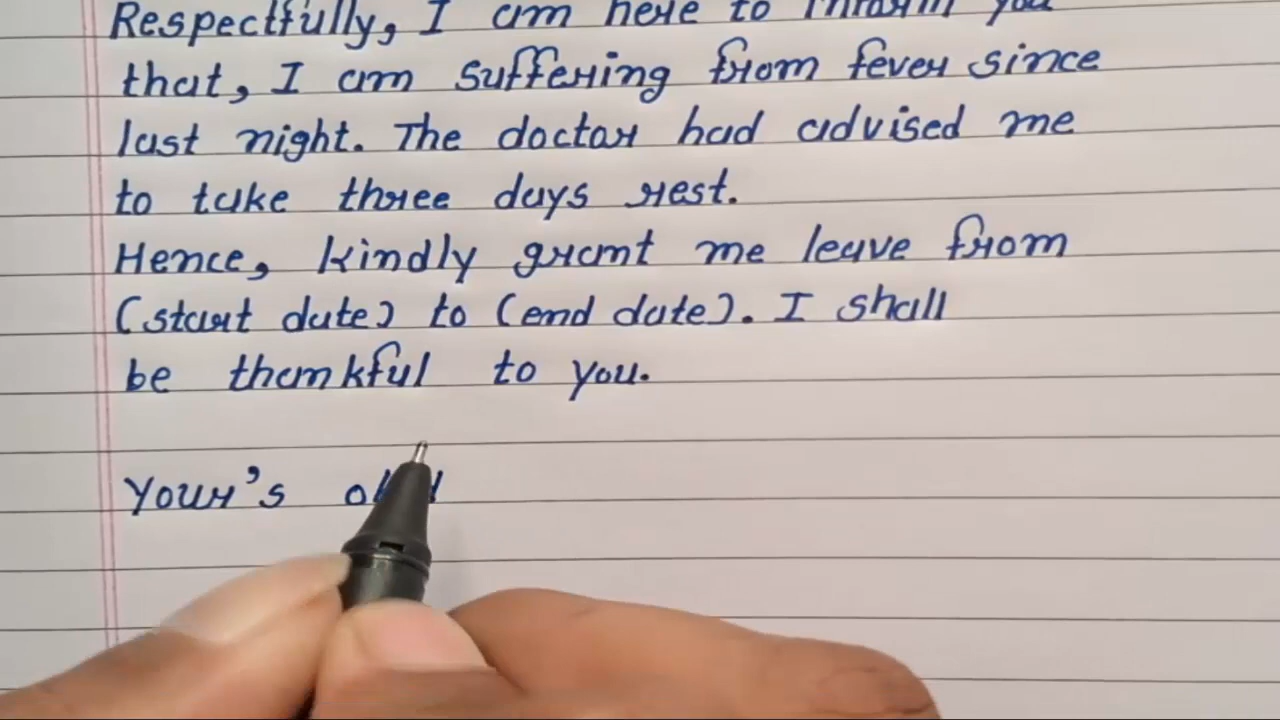 Respectfully, I am here to inform you
that, I am suffering from fever since
last night. The doctor had advised me
to take three days rest.
Hence, kindly grant me leave from
(start date) to (end date). I shall
be thankful to you.
Your's